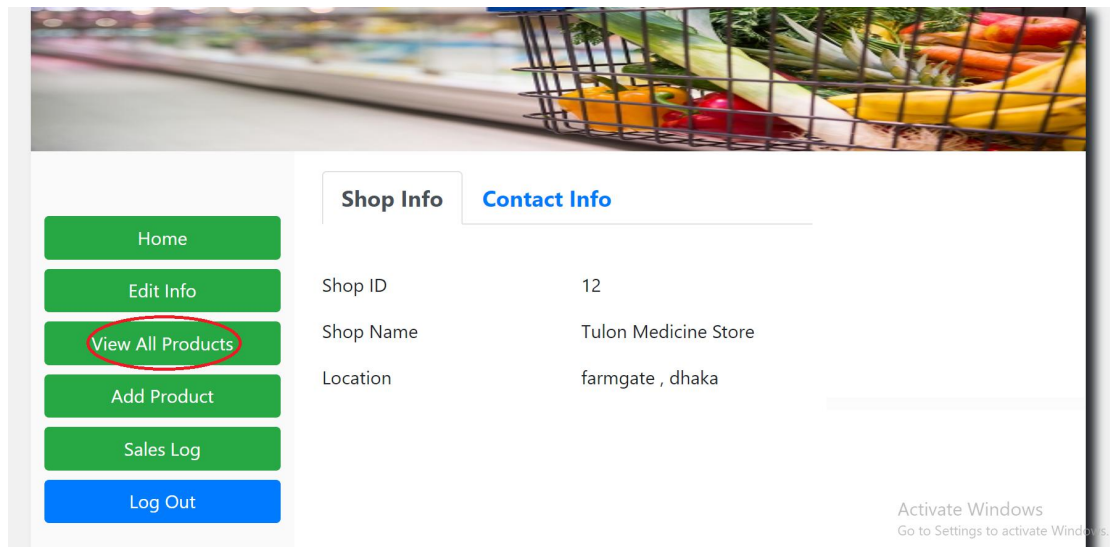 Shop Info
Contact Info
Home
Edit Info
View All Products
Add Product
Sales Log
Log Out
Shop ID 12
Shop Name Tulon Medicine Store
Location farmgate , dhaka
Activate Windows
Go to Settings to activate Windows.